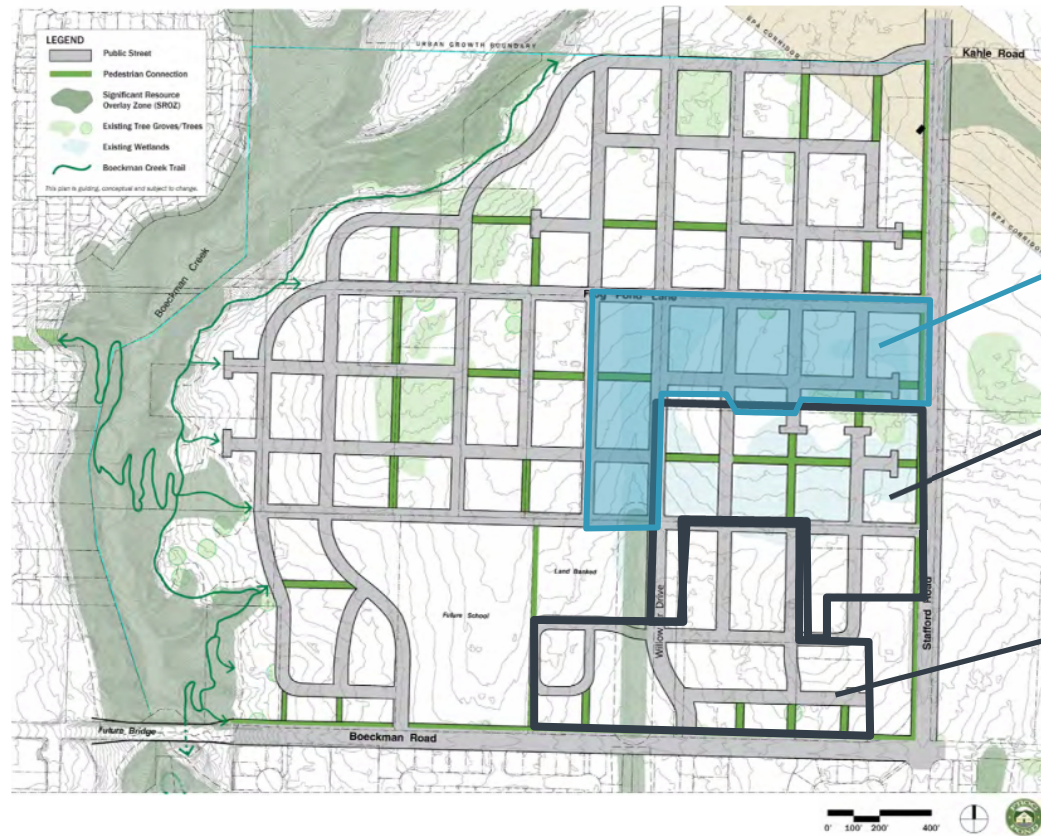 LEGEND
Public Street
Pedestrian Connection
Significant Resource
Overlay Zone (SROZ)
Existing Tree Groves/Trees
Existing Wetlands
Boeckman Creek Trail
This plan is guiding, conceptual and subject to change.
URBAN GROWTH BOUNDARY
BPA CORRIDOR
Kahle Road
BPA CORRIDOR
Boeckman Creek
Frog Pond Lane
Land Banked
Future School
Drive
Stafford Road
Future Bridge
Boeckman Road
0' 100' 200' 400'